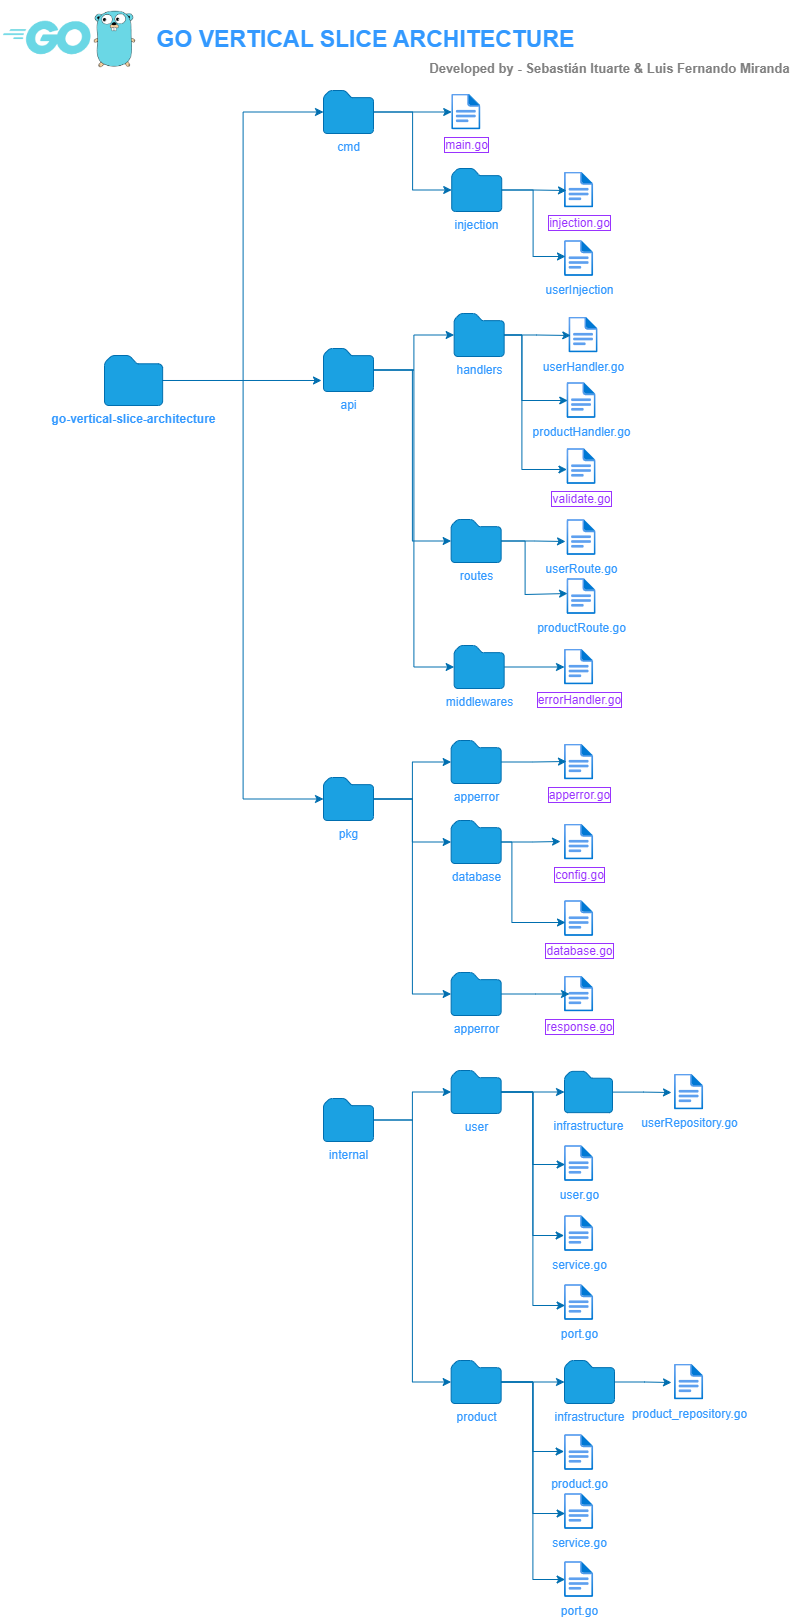 GO
GO VERTICAL SLICE ARCHITECTURE
Developed by - Sebastián Ituarte & Luis Fernando Miranda
cmd
main.go
injection
injection.go
userInjection
handlers
userHandler.go
go-vertical-slice-architecture
api
productHandler.go
validate.go
routes
userRoute.go
productRoute.go
middlewares
errorHandler.go
apperror
apperror.go
pkg
database
config.go
database.go
apperror
response.go
user
infrastructure
userRepository.go
internal
user.go
service.go
port.go
product
infrastructure
product_repository.go
product.go
service.go
port.go